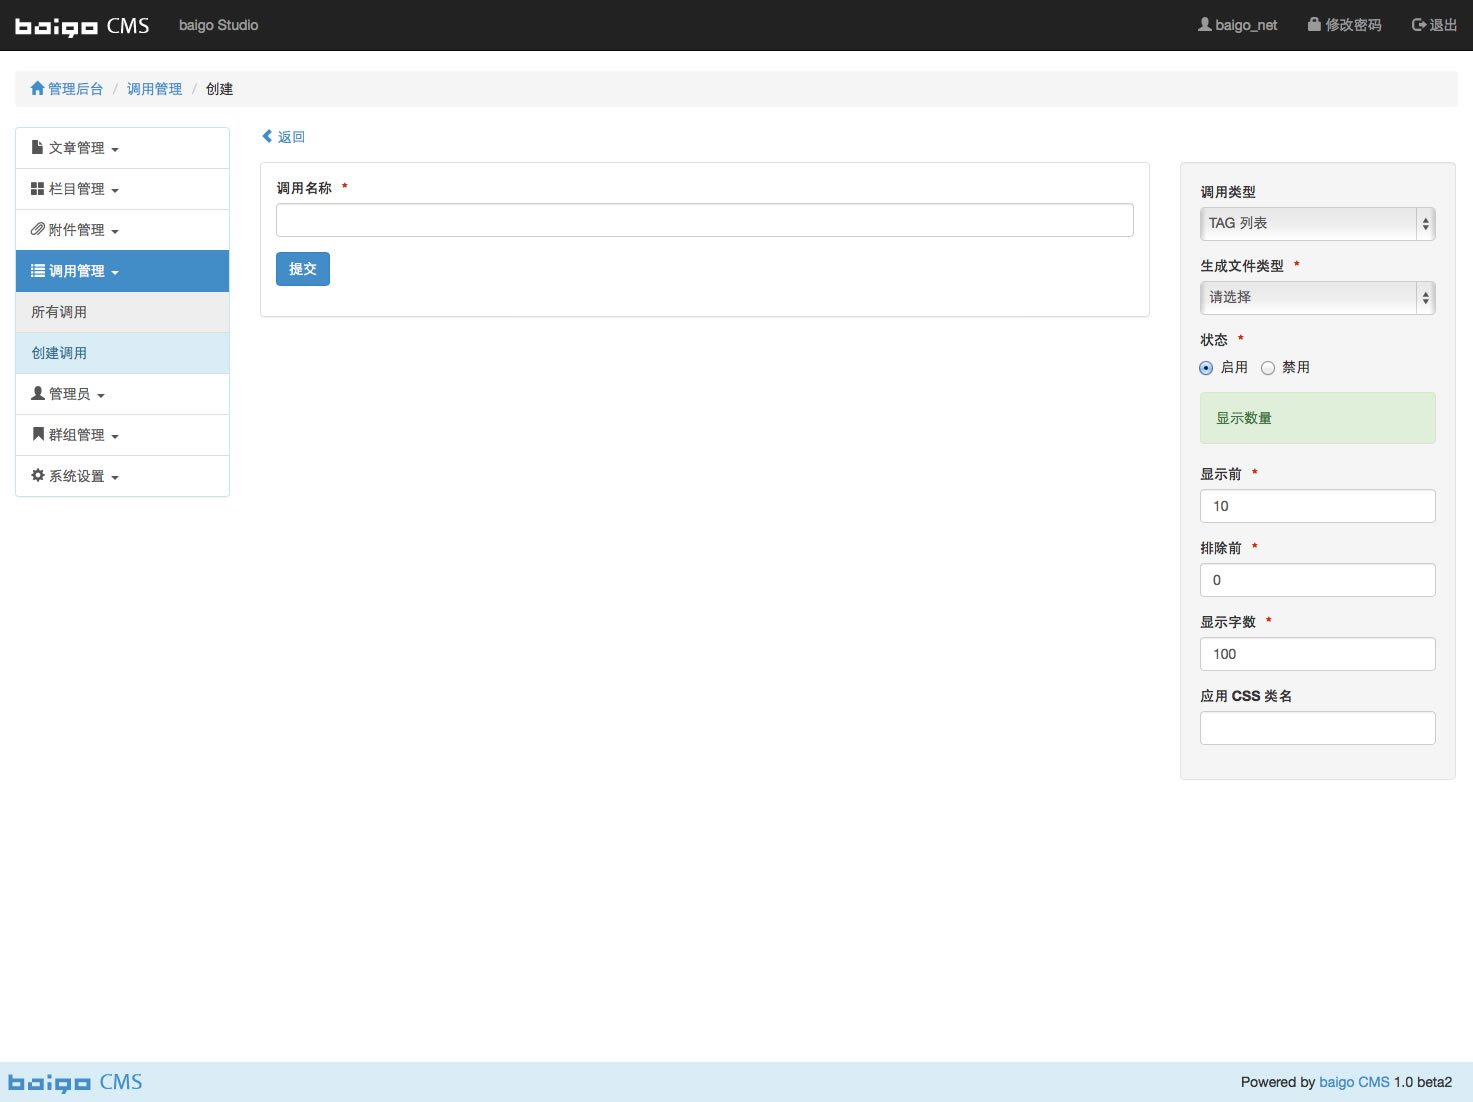 baigo CMS baigo Studio baigo_net 修改密码 退出
管理后台 / 调用管理 / 创建
文章管理
栏目管理
附件管理
调用管理
所有调用
创建调用
管理员
群组管理
系统设置
返回
调用名称 *
提交
调用类型
TAG 列表
生成文件类型 *
请选择
状态 *
启用 禁用
显示数量
显示前 *
10
排除前 *
0
显示字数 *
100
应用 CSS 类名
baigo CMS Powered by baigo CMS 1.0 beta2